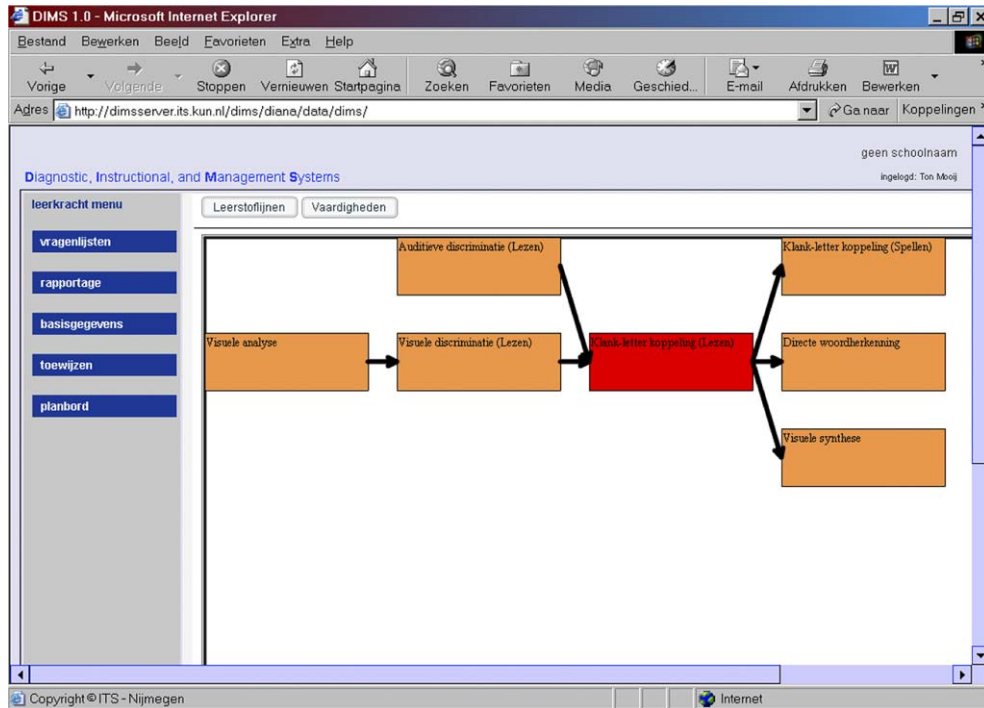 DIMS 1.0 - Microsoft Internet Explorer
Bestand Bewerken Beeld Favorieten Extra Help
Vorige Volgende Stoppen Vernieuwen Startpagina Zoeken Favorieten Media Geschied... E-mail Afdrukken Bewerken
Adres http://dimsserver.its.kun.nl/dims/diana/data/dims/ Ga naar Koppelingen
geen schoolnaam
Diagnostic, Instructional, and Management Systems
ingelogd: Ton Mooij
leerkracht menu
Leerstoflijnen Vaardigheden
vragenlijsten
rapportage
basisgegevens
toewijzen
planbord
Auditieve discriminatie (Lezen)
Klank-letter koppeling (Spellen)
Visuele analyse
Visuele discriminatie (Lezen)
Klank-letter koppeling (Lezen)
Directe woordherkenning
Visuele synthese
Copyright © ITS - Nijmegen
Internet